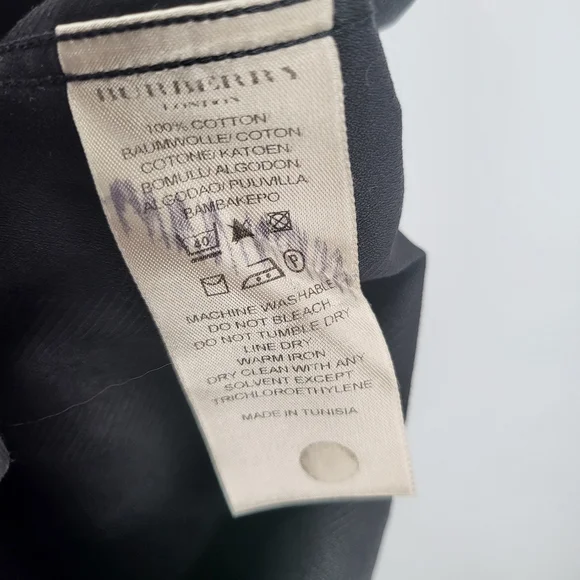 BURBERRY
LONDON
100% COTTON
BAUMWOLLE/ COTON
COTONE/ KATOEN
BOMULL/ ALGODON
ALGODAO/ PUUVILLA
BAMBAKEPO
40
P
MACHINE WASHABLE
DO NOT BLEACH
DO NOT TUMBLE DRY
LINE DRY
WARM IRON
DRY CLEAN WITH ANY
SOLVENT EXCEPT
TRICHLOROETHYLENE
MADE IN TUNISIA